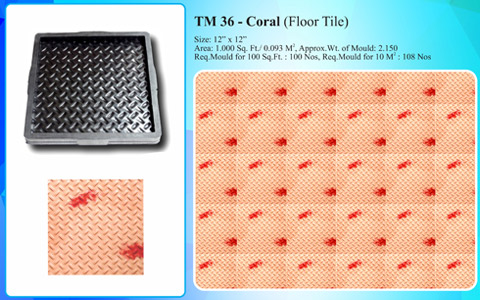 TM 36 - Coral (Floor Tile)
Size: 12" x 12"
Area: 1.000 Sq. Ft./ 0.093 M², Approx.Wt. of Mould: 2.150
Req.Mould for 100 Sq.Ft. : 100 Nos, Req.Mould for 10 M² : 108 Nos